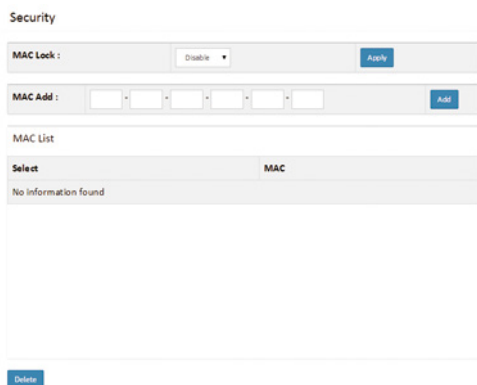 Security
MAC Lock : Disable Apply
MAC Add : - - - - - Add
MAC List
Select MAC
No information found
Delete